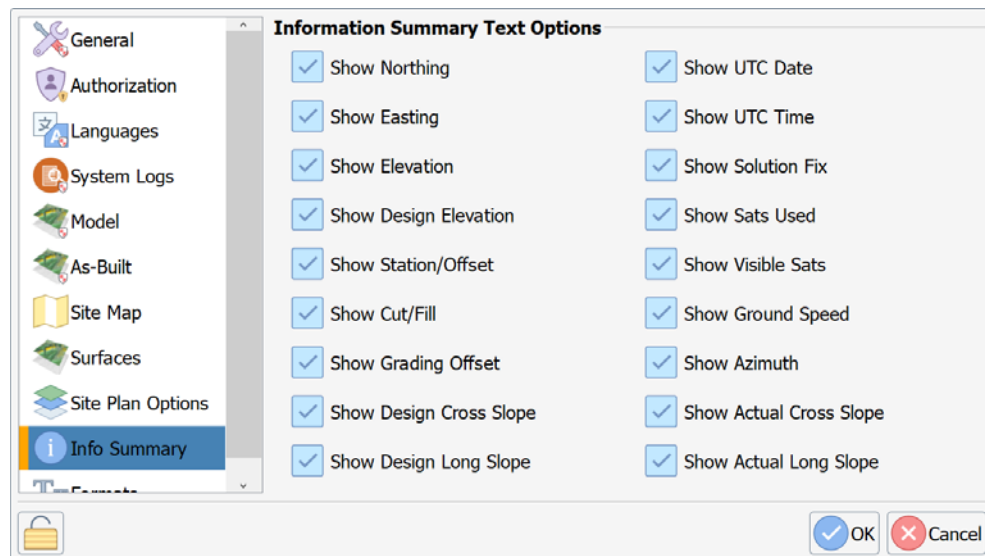 General
Authorization
Languages
System Logs
Model
As-Built
Site Map
Surfaces
Site Plan Options
Info Summary
Information Summary Text Options
Show Northing
Show Easting
Show Elevation
Show Design Elevation
Show Station/Offset
Show Cut/Fill
Show Grading Offset
Show Design Cross Slope
Show Design Long Slope
Show UTC Date
Show UTC Time
Show Solution Fix
Show Sats Used
Show Visible Sats
Show Ground Speed
Show Azimuth
Show Actual Cross Slope
Show Actual Long Slope
OK
Cancel